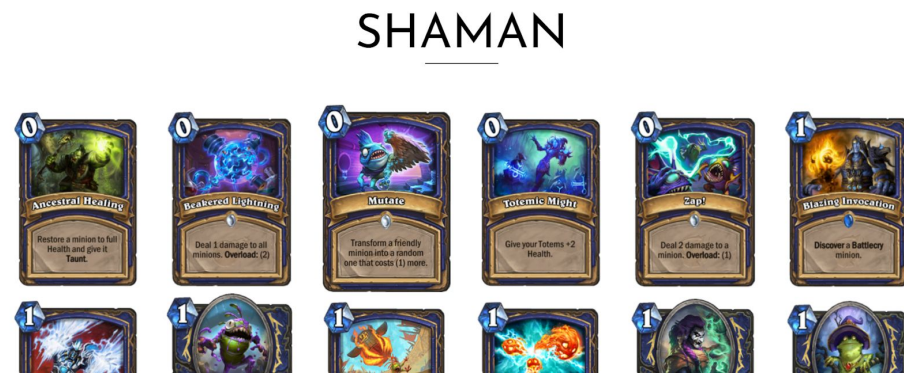 SHAMAN
0
0
0
0
0
1
Ancestral Healing
Beakered Lightning
Mutate
Totemic Might
Zap!
Blazing Invocation
Restore a minion to full
Health and give it
Taunt.
Deal 1 damage to all
minions. Overload: (2)
Transform a friendly
minion into a random
one that costs (1) more.
Give your Totems +2
Health.
Deal 2 damage to a
minion. Overload: (1)
Discover a Battlecry
minion.
1
1
1
1
1
1